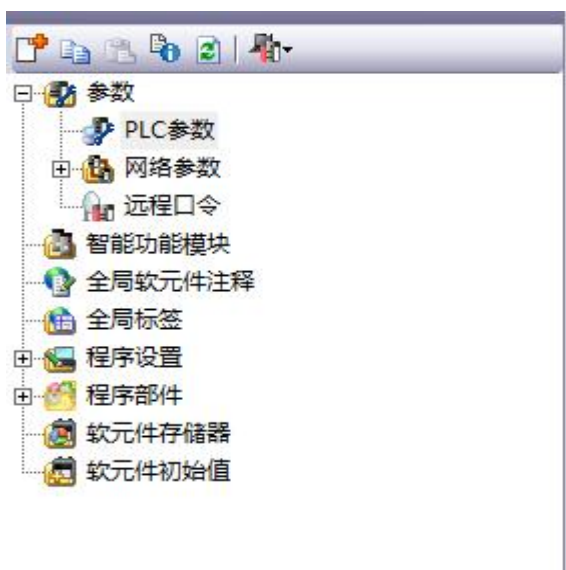 参数
PLC参数
网络参数
远程口令
智能功能模块
全局软元件注释
全局标签
程序设置
程序部件
软元件存储器
软元件初始值